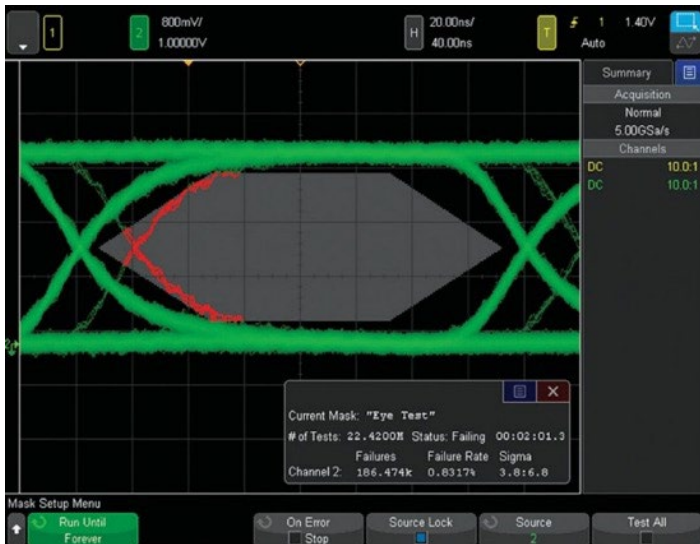 1
2
800mV/
1.00000V
H
20.00ns/
40.00ns
T
1
1.40V
Auto
Summary
Acquisition
Normal
5.00GSa/s
Channels
DC 10.0:1
DC 10.0:1
2
Current Mask: "Eye Test"
# of Tests: 22.4200M Status: Failing 00:02:01.3
Failures Failure Rate Sigma
Channel 2: 186.474k 0.8317% 3.8:6.8
Mask Setup Menu
Run Until
Forever
On Error
Stop
Source Lock
Source
2
Test All